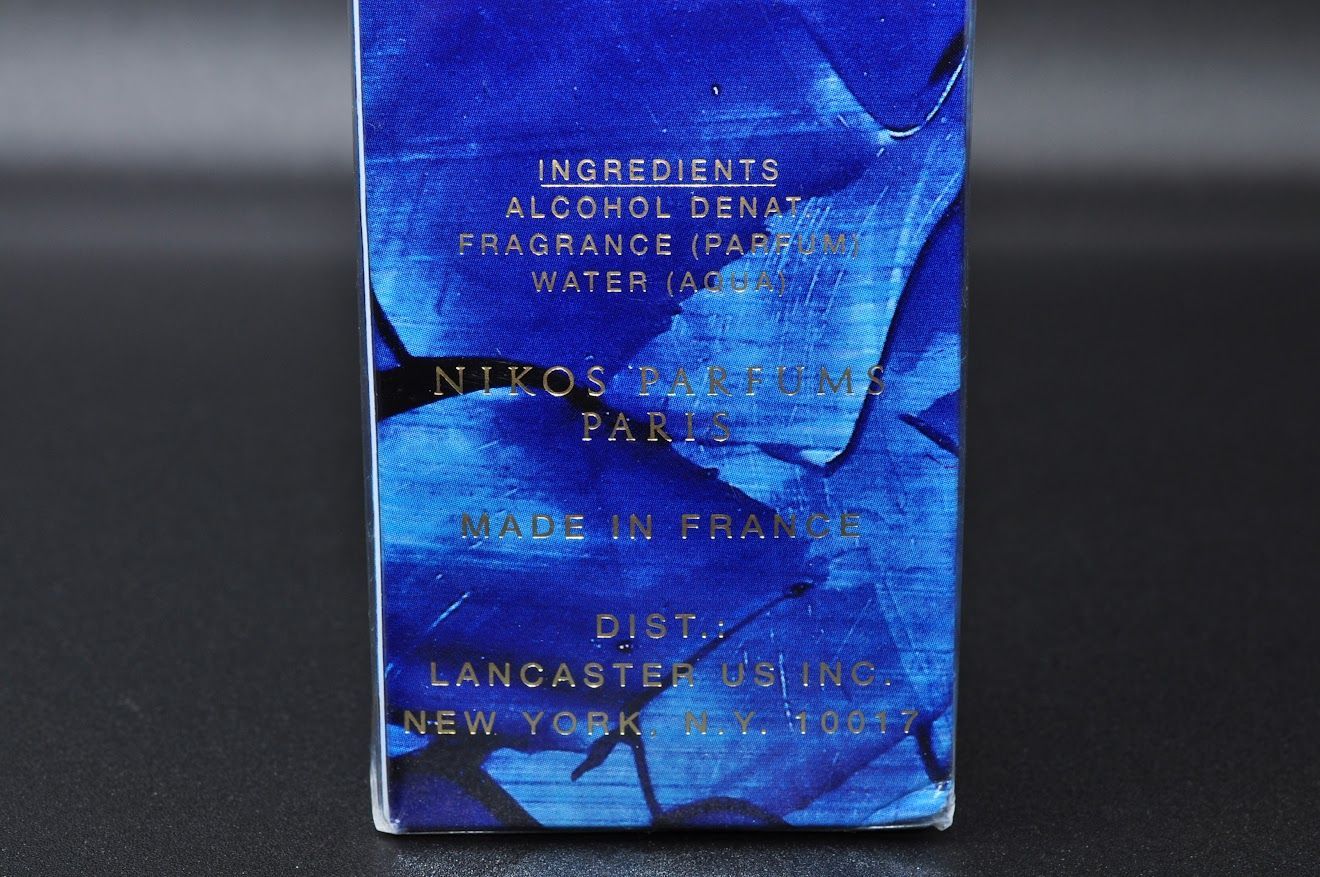 INGREDIENTS
ALCOHOL DENAT.
FRAGRANCE (PARFUM)
WATER (AQUA)
NIKOS PARFUMS
PARIS
MADE IN FRANCE
DIST.:
LANCASTER US INC.
NEW YORK, N.Y. 10017